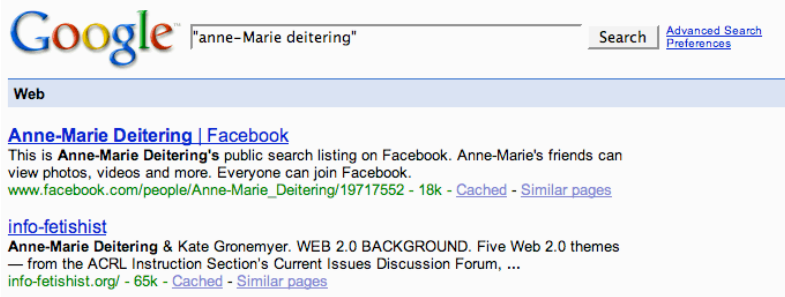 Google™ "anne-Marie deitering" Search Advanced Search
Preferences
Web
Anne-Marie Deitering | Facebook
This is Anne-Marie Deitering's public search listing on Facebook. Anne-Marie's friends can
view photos, videos and more. Everyone can join Facebook.
www.facebook.com/people/Anne-Marie_Deitering/19717552 - 18k - Cached - Similar pages
info-fetishist
Anne-Marie Deitering & Kate Gronemyer. WEB 2.0 BACKGROUND. Five Web 2.0 themes
— from the ACRL Instruction Section's Current Issues Discussion Forum, ...
info-fetishist.org/ - 65k - Cached - Similar pages